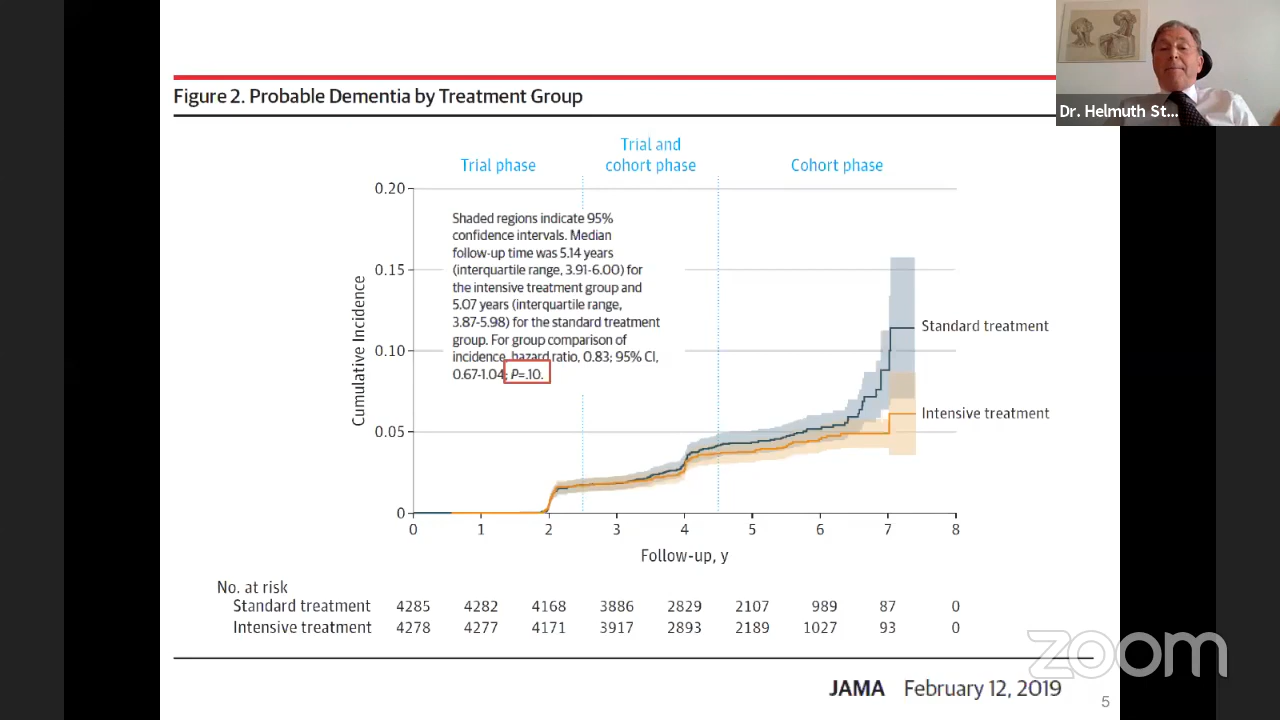 Dr. Helmuth St...
Figure 2. Probable Dementia by Treatment Group
Trial phase
Trial and
cohort phase
Cohort phase
Cumulative Incidence
0.20
0.15
0.10
0.05
0
Shaded regions indicate 95%
confidence intervals. Median
follow-up time was 5.14 years
(interquartile range, 3.91-6.00) for
the intensive treatment group and
5.07 years (interquartile range,
3.87-5.98) for the standard treatment
group. For group comparison of
incidence, hazard ratio, 0.83; 95% CI,
0.67-1.04; P=.10.
Standard treatment
Intensive treatment
0 1 2 3 4 5 6 7 8
Follow-up, y
No. at risk
Standard treatment 4285 4282 4168 3886 2829 2107 989 87 0
Intensive treatment 4278 4277 4171 3917 2893 2189 1027 93 0
zoom
JAMA February 12, 2019
5